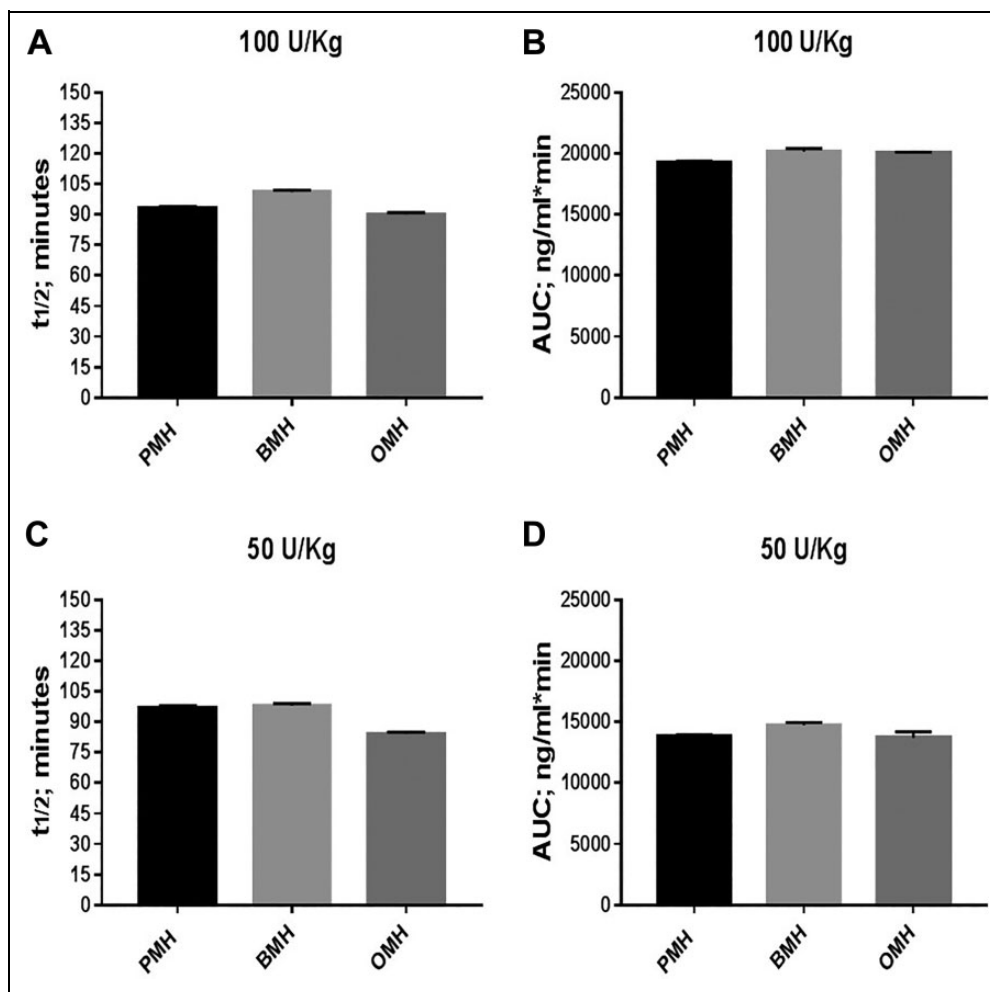 A
100 U/Kg
t1/2; minutes
150
135
120
105
90
75
60
45
30
15
0
PMH
BMH
OMH
B
100 U/Kg
AUC; ng/ml*min
25000
20000
15000
10000
5000
0
PMH
BMH
OMH
C
50 U/Kg
t1/2; minutes
150
135
120
105
90
75
60
45
30
15
0
PMH
BMH
OMH
D
50 U/Kg
AUC; ng/ml*min
25000
20000
15000
10000
5000
0
PMH
BMH
OMH